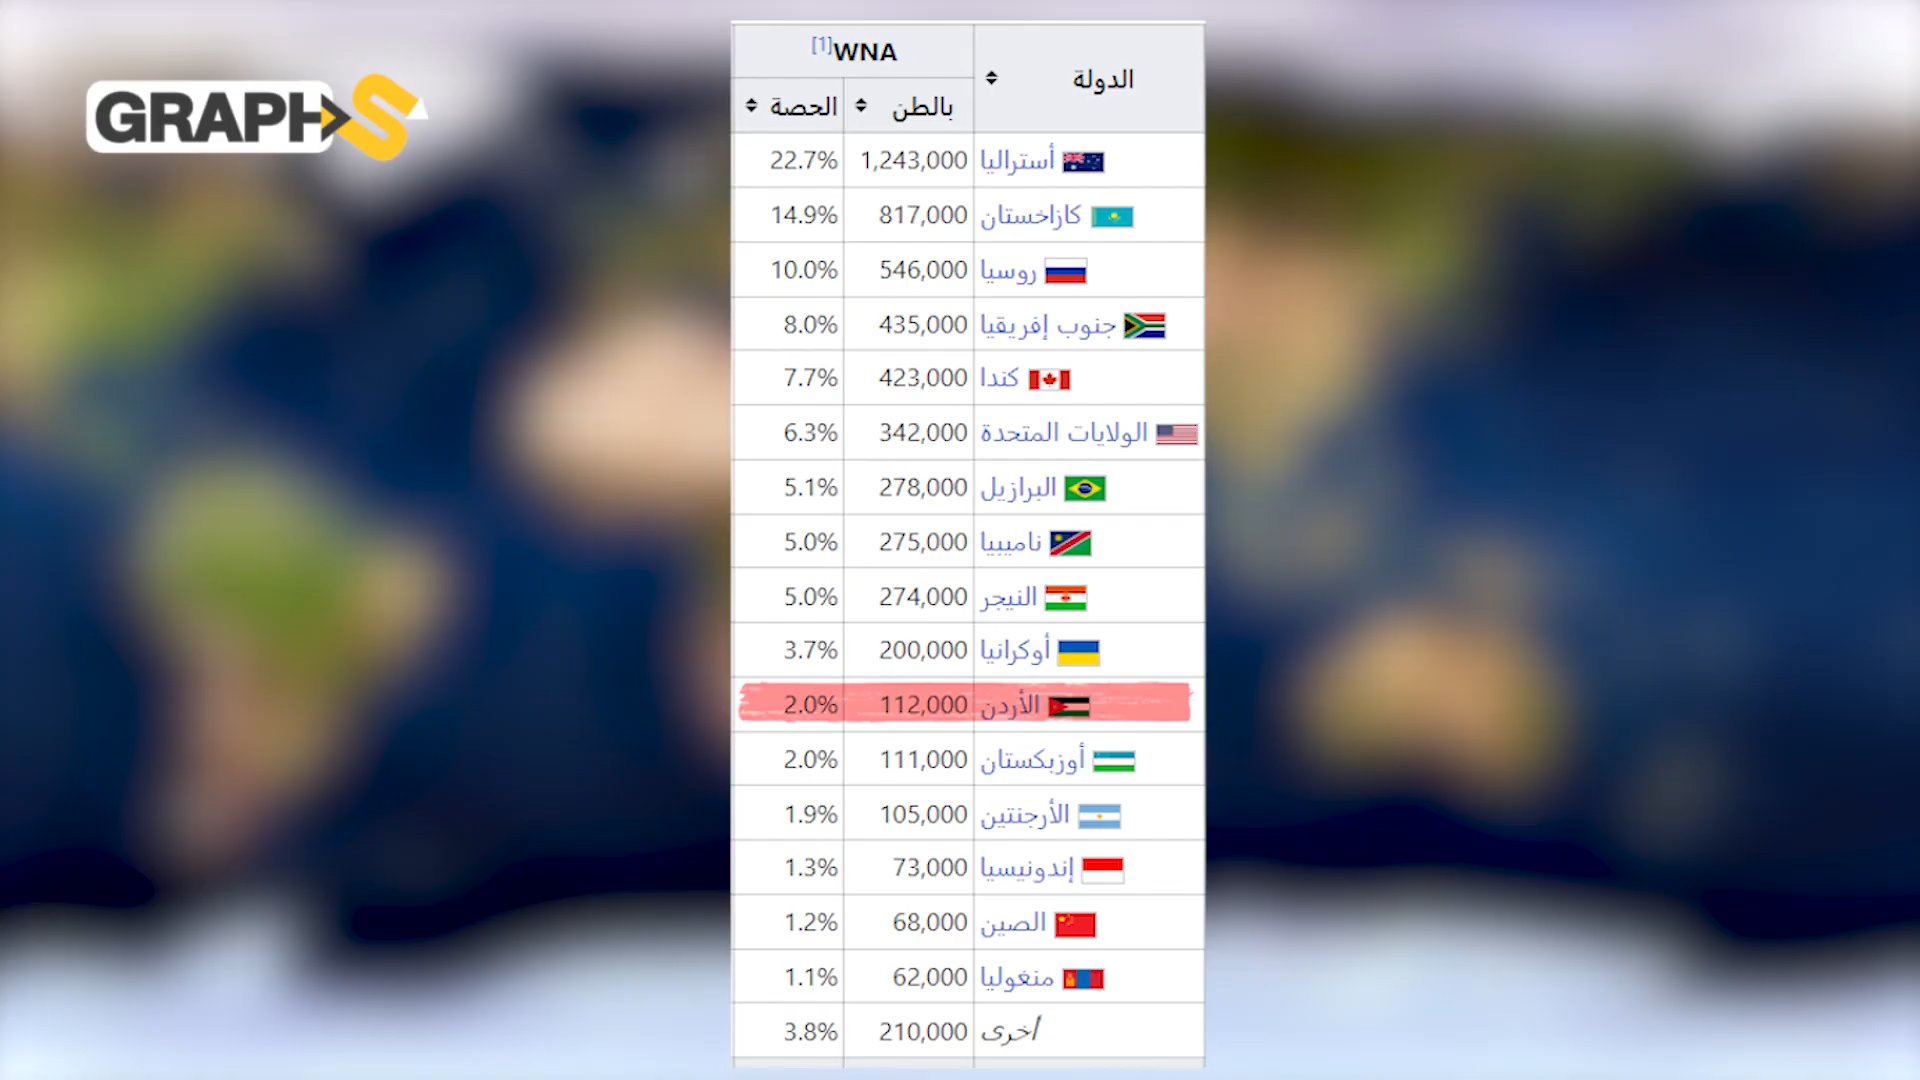 GRAPHS
الدولة
WNA[1]
بالطن الحصة
أستراليا 1,243,000 22.7%
كازاخستان 817,000 14.9%
روسيا 546,000 10.0%
جنوب إفريقيا 435,000 8.0%
كندا 423,000 7.7%
الولايات المتحدة 342,000 6.3%
البرازيل 278,000 5.1%
ناميبيا 275,000 5.0%
النيجر 274,000 5.0%
أوكرانيا 200,000 3.7%
الأردن 112,000 2.0%
أوزبكستان 111,000 2.0%
الأرجنتين 105,000 1.9%
إندونيسيا 73,000 1.3%
الصين 68,000 1.2%
منغوليا 62,000 1.1%
أخرى 210,000 3.8%